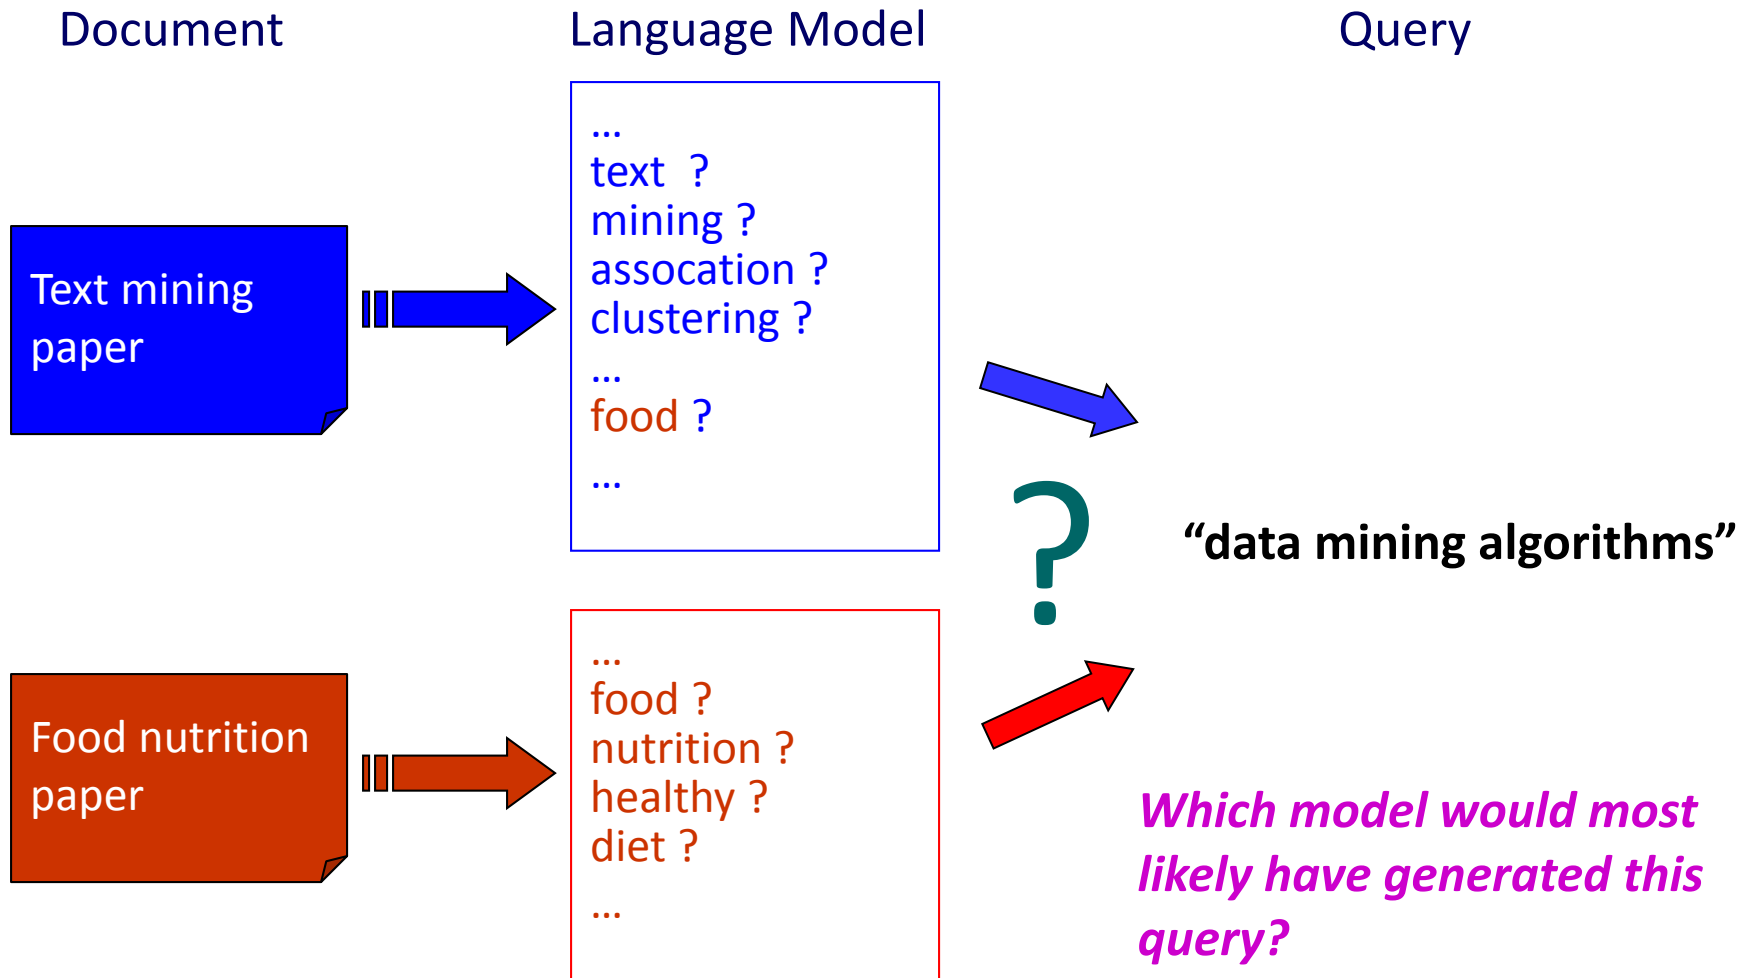 Document
Language Model
Query
Text mining
paper
…
text ?
mining ?
assocation ?
clustering ?
…
food ?
…
?
“data mining algorithms”
Food nutrition
paper
…
food ?
nutrition ?
healthy ?
diet ?
…
Which model would most
likely have generated this
query?